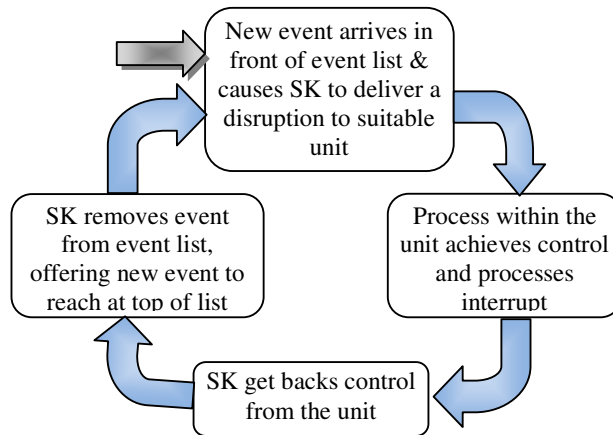 New event arrives in
front of event list &
causes SK to deliver a
disruption to suitable
unit
Process within the
unit achieves control
and processes
interrupt
SK get backs control
from the unit
SK removes event
from event list,
offering new event to
reach at top of list